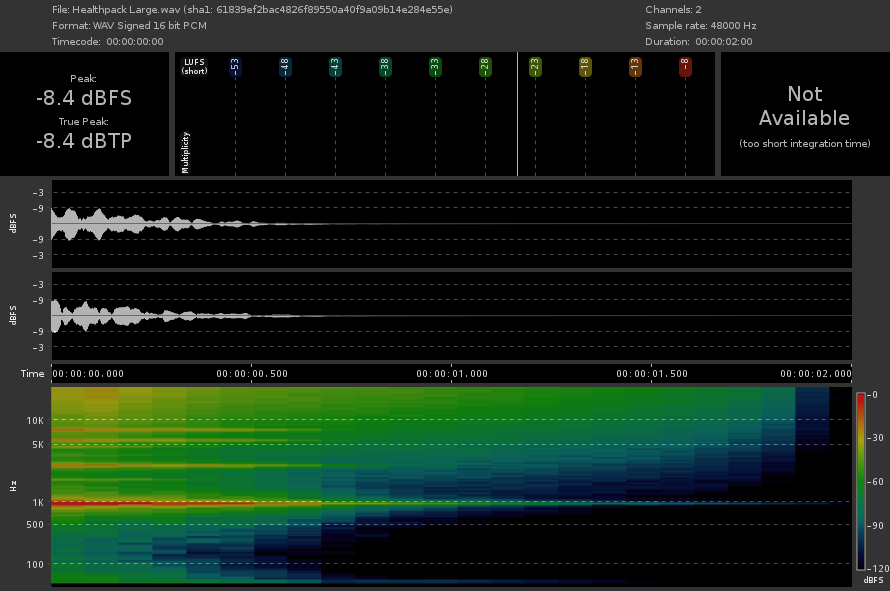 File: Healthpack Large.wav (sha1: 61839ef2bac4826f89550a40f9a09b14e284e55e)
Format: WAV Signed 16 bit PCM
Timecode: 00:00:00:00
Channels: 2
Sample rate: 48000 Hz
Duration: 00:00:02:00
Peak:
-8.4 dBFS
True Peak:
-8.4 dBTP
LUFS
(short)
-53
-48
-43
-38
-33
-28
-23
-18
-13
-8
Multiplicity
Not
Available
(too short integration time)
dBFS
-3
-9
-9
-3
dBFS
-3
-9
-9
-3
Time
00:00:00.000
00:00:00.500
00:00:01.000
00:00:01.500
00:00:02.000
Hz
10K
5K
1K
500
100
-0
-30
-60
-90
-120
dBFS